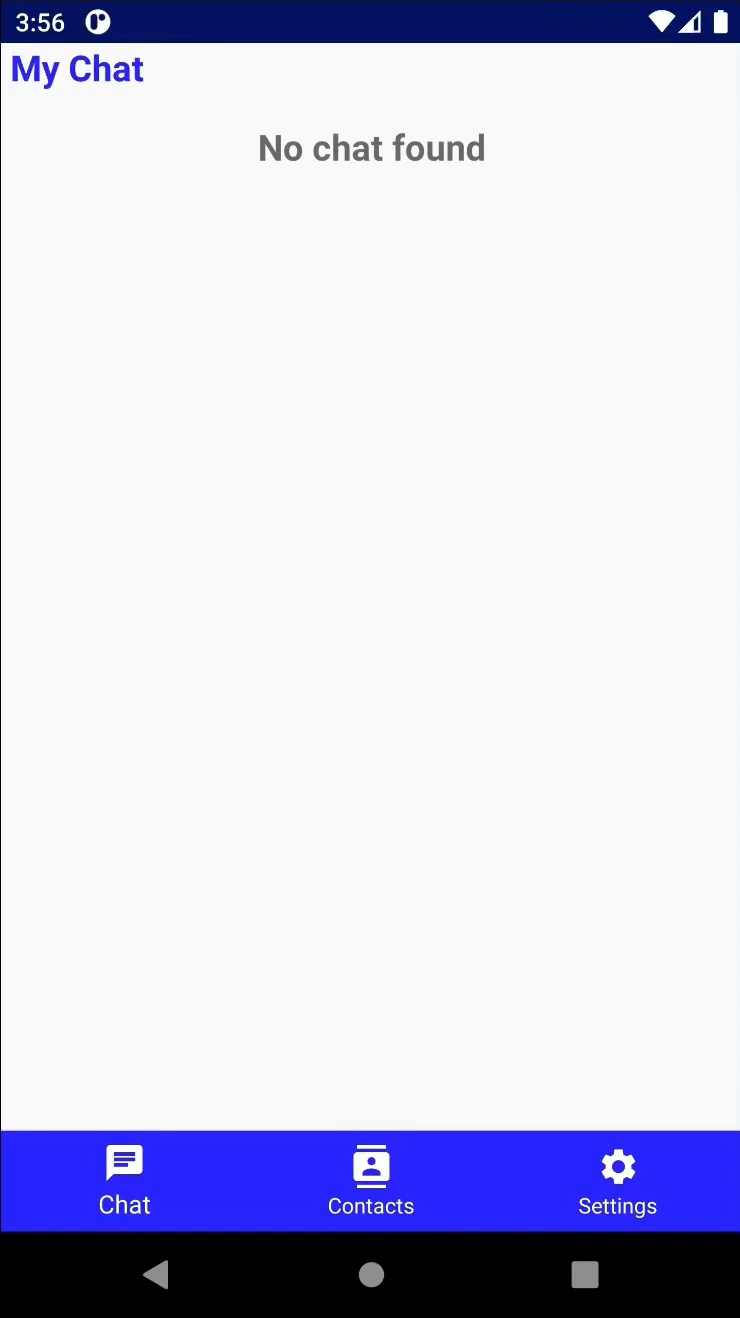 3:56
My Chat
No chat found
Chat
Contacts
Settings